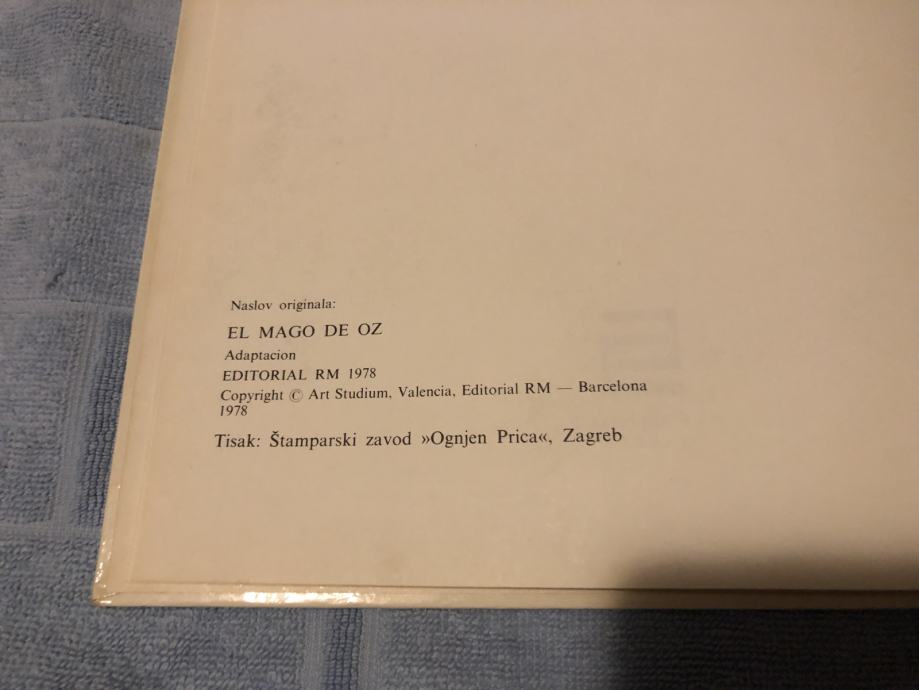 Naslov originala:
EL MAGO DE OZ
Adaptacion
EDITORIAL RM 1978
Copyright © Art Studium, Valencia, Editorial RM — Barcelona
1978
Tisak: Štamparski zavod »Ognjen Prica«, Zagreb